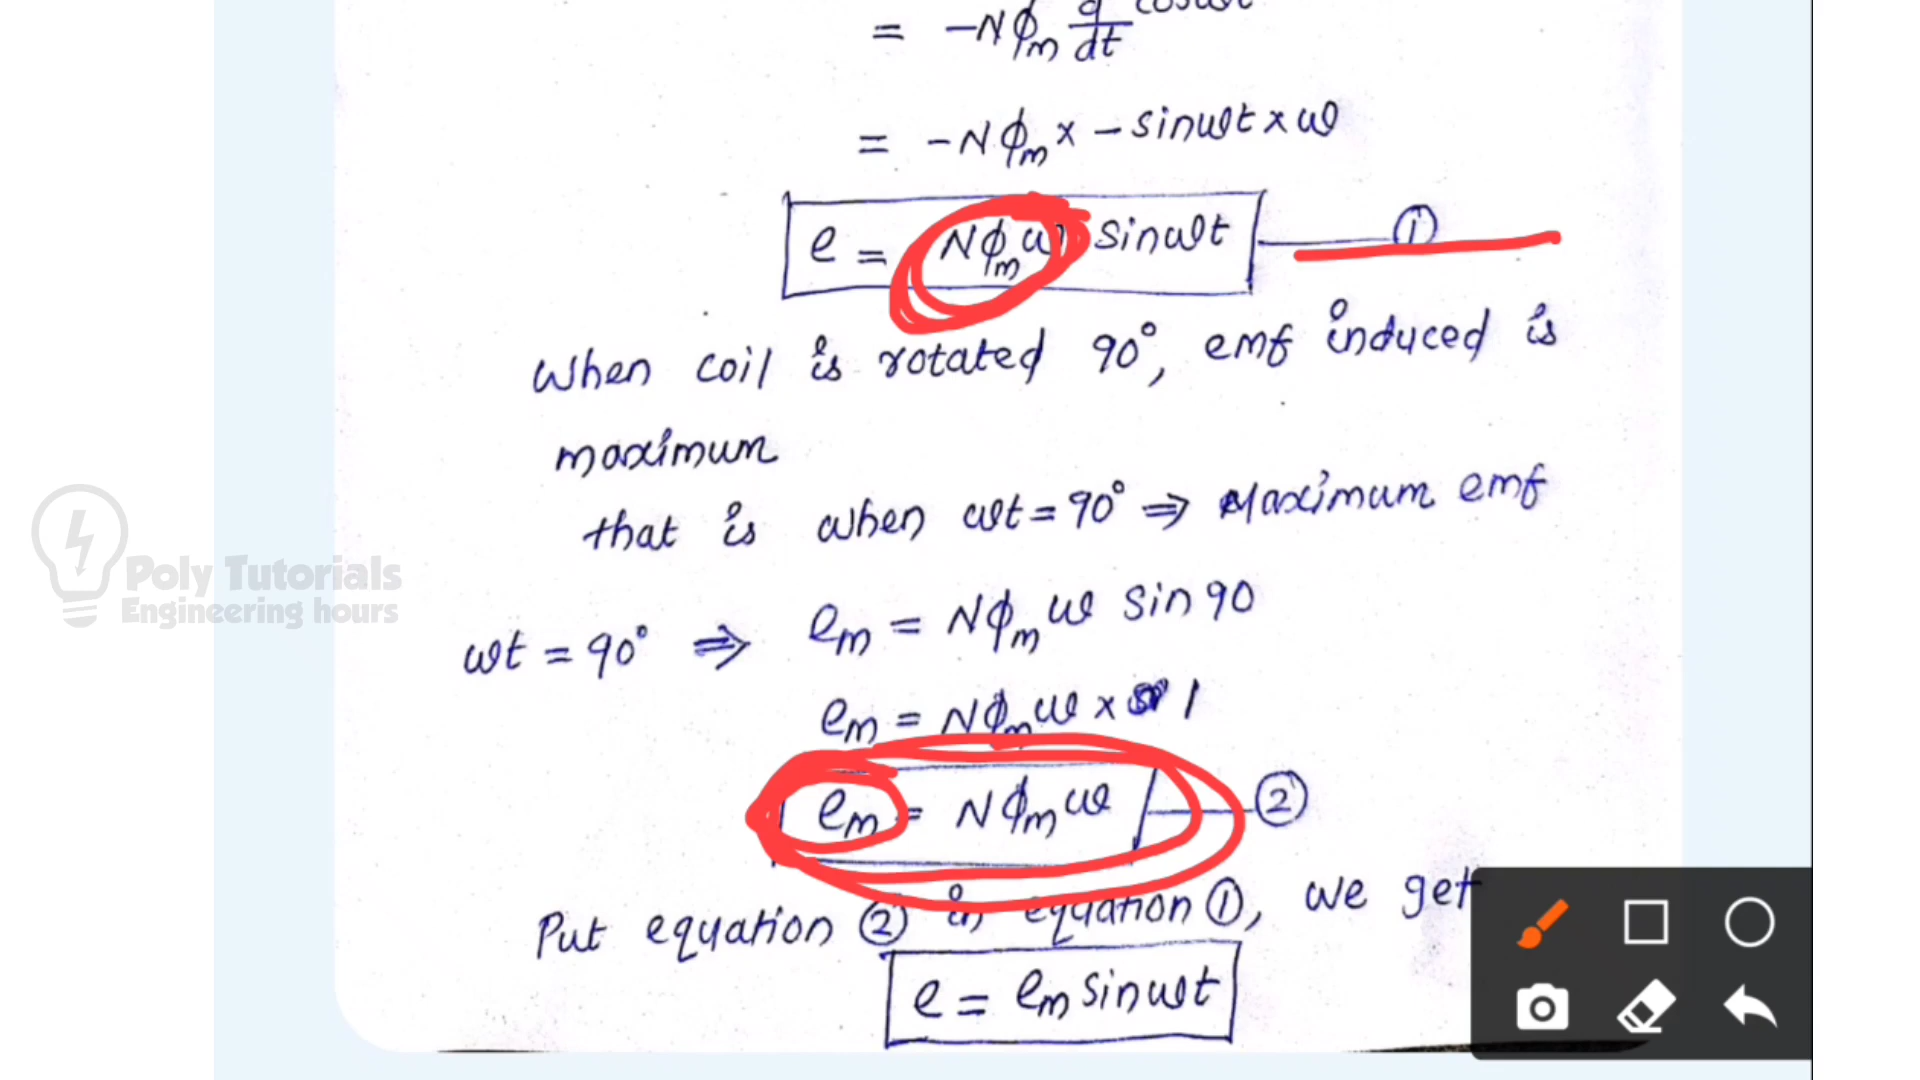 = -Nϕm d/dt cosωt
= -Nϕm x - sinωt x ω
e = Nϕmω sinωt ①
When coil is rotated 90°, emf induced is
maximum
that is when ωt = 90° ⇒ Maximum emf
ωt = 90° ⇒ em = Nϕmω sin90
em = Nϕmω x 1
em = Nϕmω ②
Put equation ② in equation ①, we get
e = em sinωt
Poly Tutorials
Engineering hours